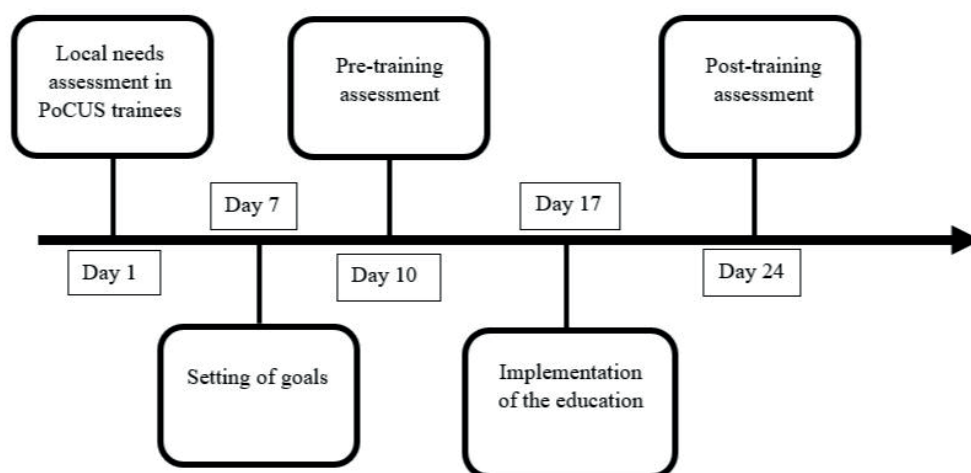 Local needs
assessment in
PoCUS trainees
Pre-training
assessment
Post-training
assessment
Day 7
Day 17
Day 1
Day 10
Day 24
Setting of goals
Implementation
of the education